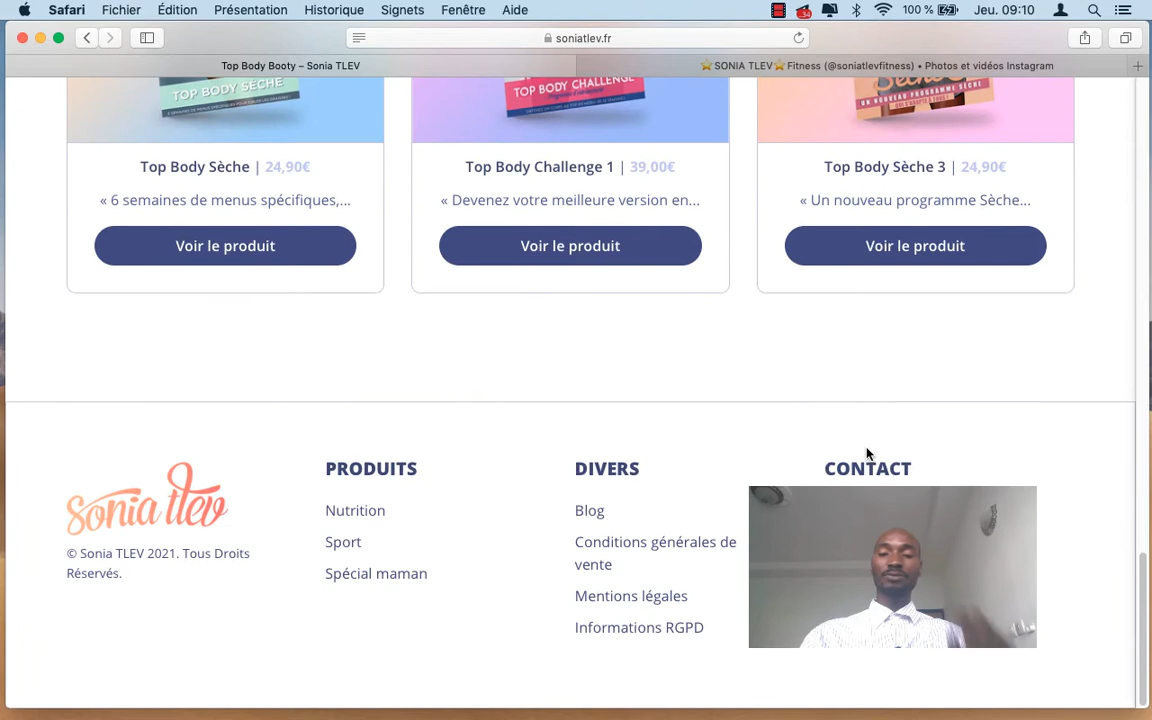 Safari Fichier Édition Présentation Historique Signets Fenêtre Aide 34 100 % Jeu. 09:10
soniatlev.fr
Top Body Booty – Sonia TLEV
⭐SONIA TLEV⭐Fitness (@soniatlevfitness) • Photos et vidéos Instagram
TOP BODY SÈCHE
TOP BODY CHALLENGE
UN NOUVEAU PROGRAMME SÈCHE
Top Body Sèche | 24,90€
Top Body Challenge 1 | 39,00€
Top Body Sèche 3 | 24,90€
« 6 semaines de menus spécifiques,...
« Devenez votre meilleure version en...
« Un nouveau programme Sèche...
Voir le produit
Voir le produit
Voir le produit
sonia tlev
© Sonia TLEV 2021. Tous Droits
Réservés.
PRODUITS
Nutrition
Sport
Spécial maman
DIVERS
Blog
Conditions générales de
vente
Mentions légales
Informations RGPD
CONTACT